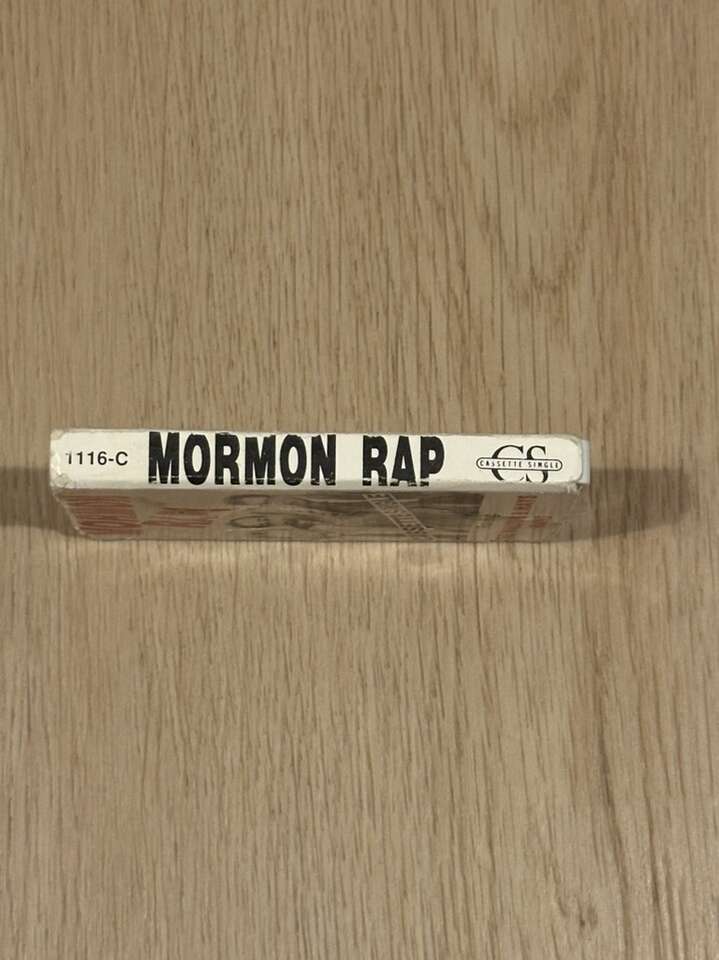 1116-C MORMON RAP CS
CASSETTE SINGLE